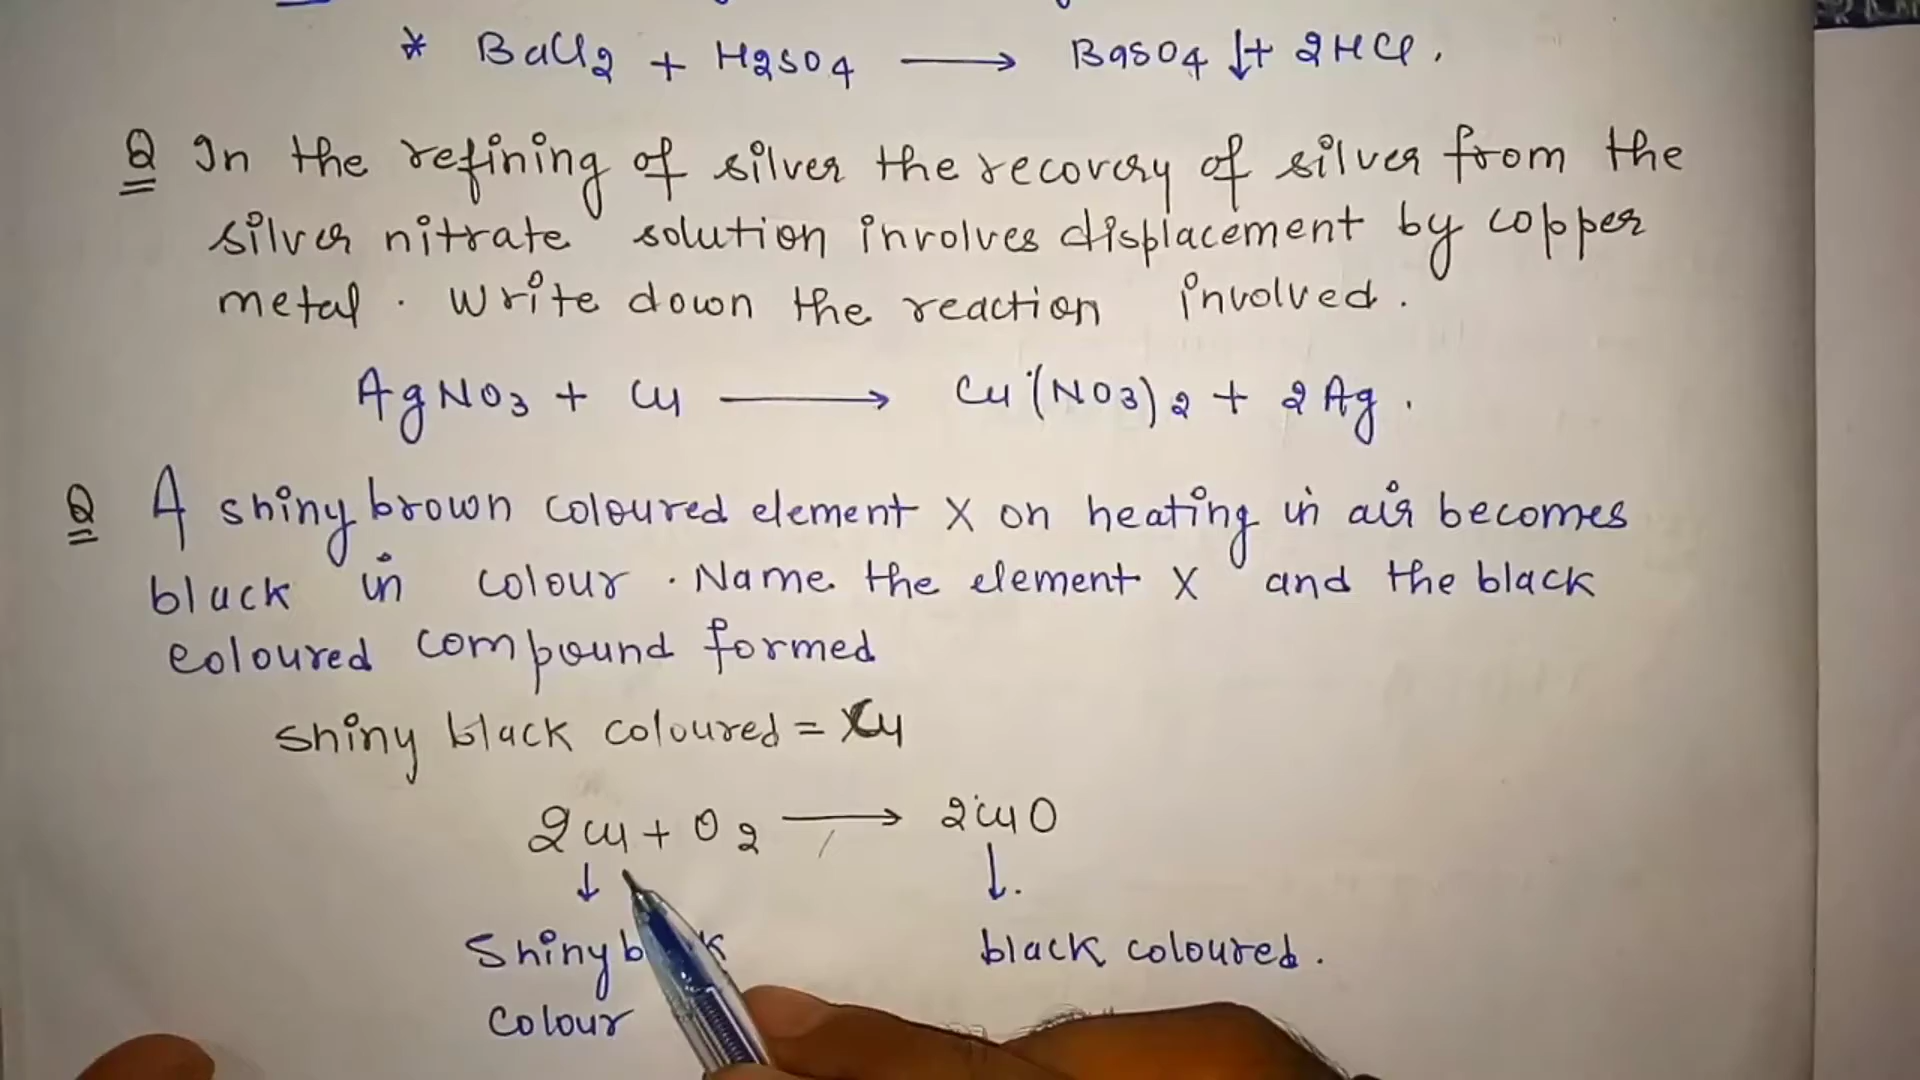 * BaCl2 + H2SO4 ⟶ BaSO4 ↓+ 2HCl.
Q In the refining of silver the recovery of silver from the
silver nitrate solution involves displacement by copper
metal. Write down the reaction involved.
AgNO3 + Cu ⟶ Cu(NO3)2 + 2Ag.
Q A shiny brown coloured element X on heating in air becomes
black in colour. Name the element X and the black
coloured compound formed
shiny black coloured = Cu
2Cu + O2 ⟶ 2CuO
↓ ↓.
Shiny black coloured.
Colour